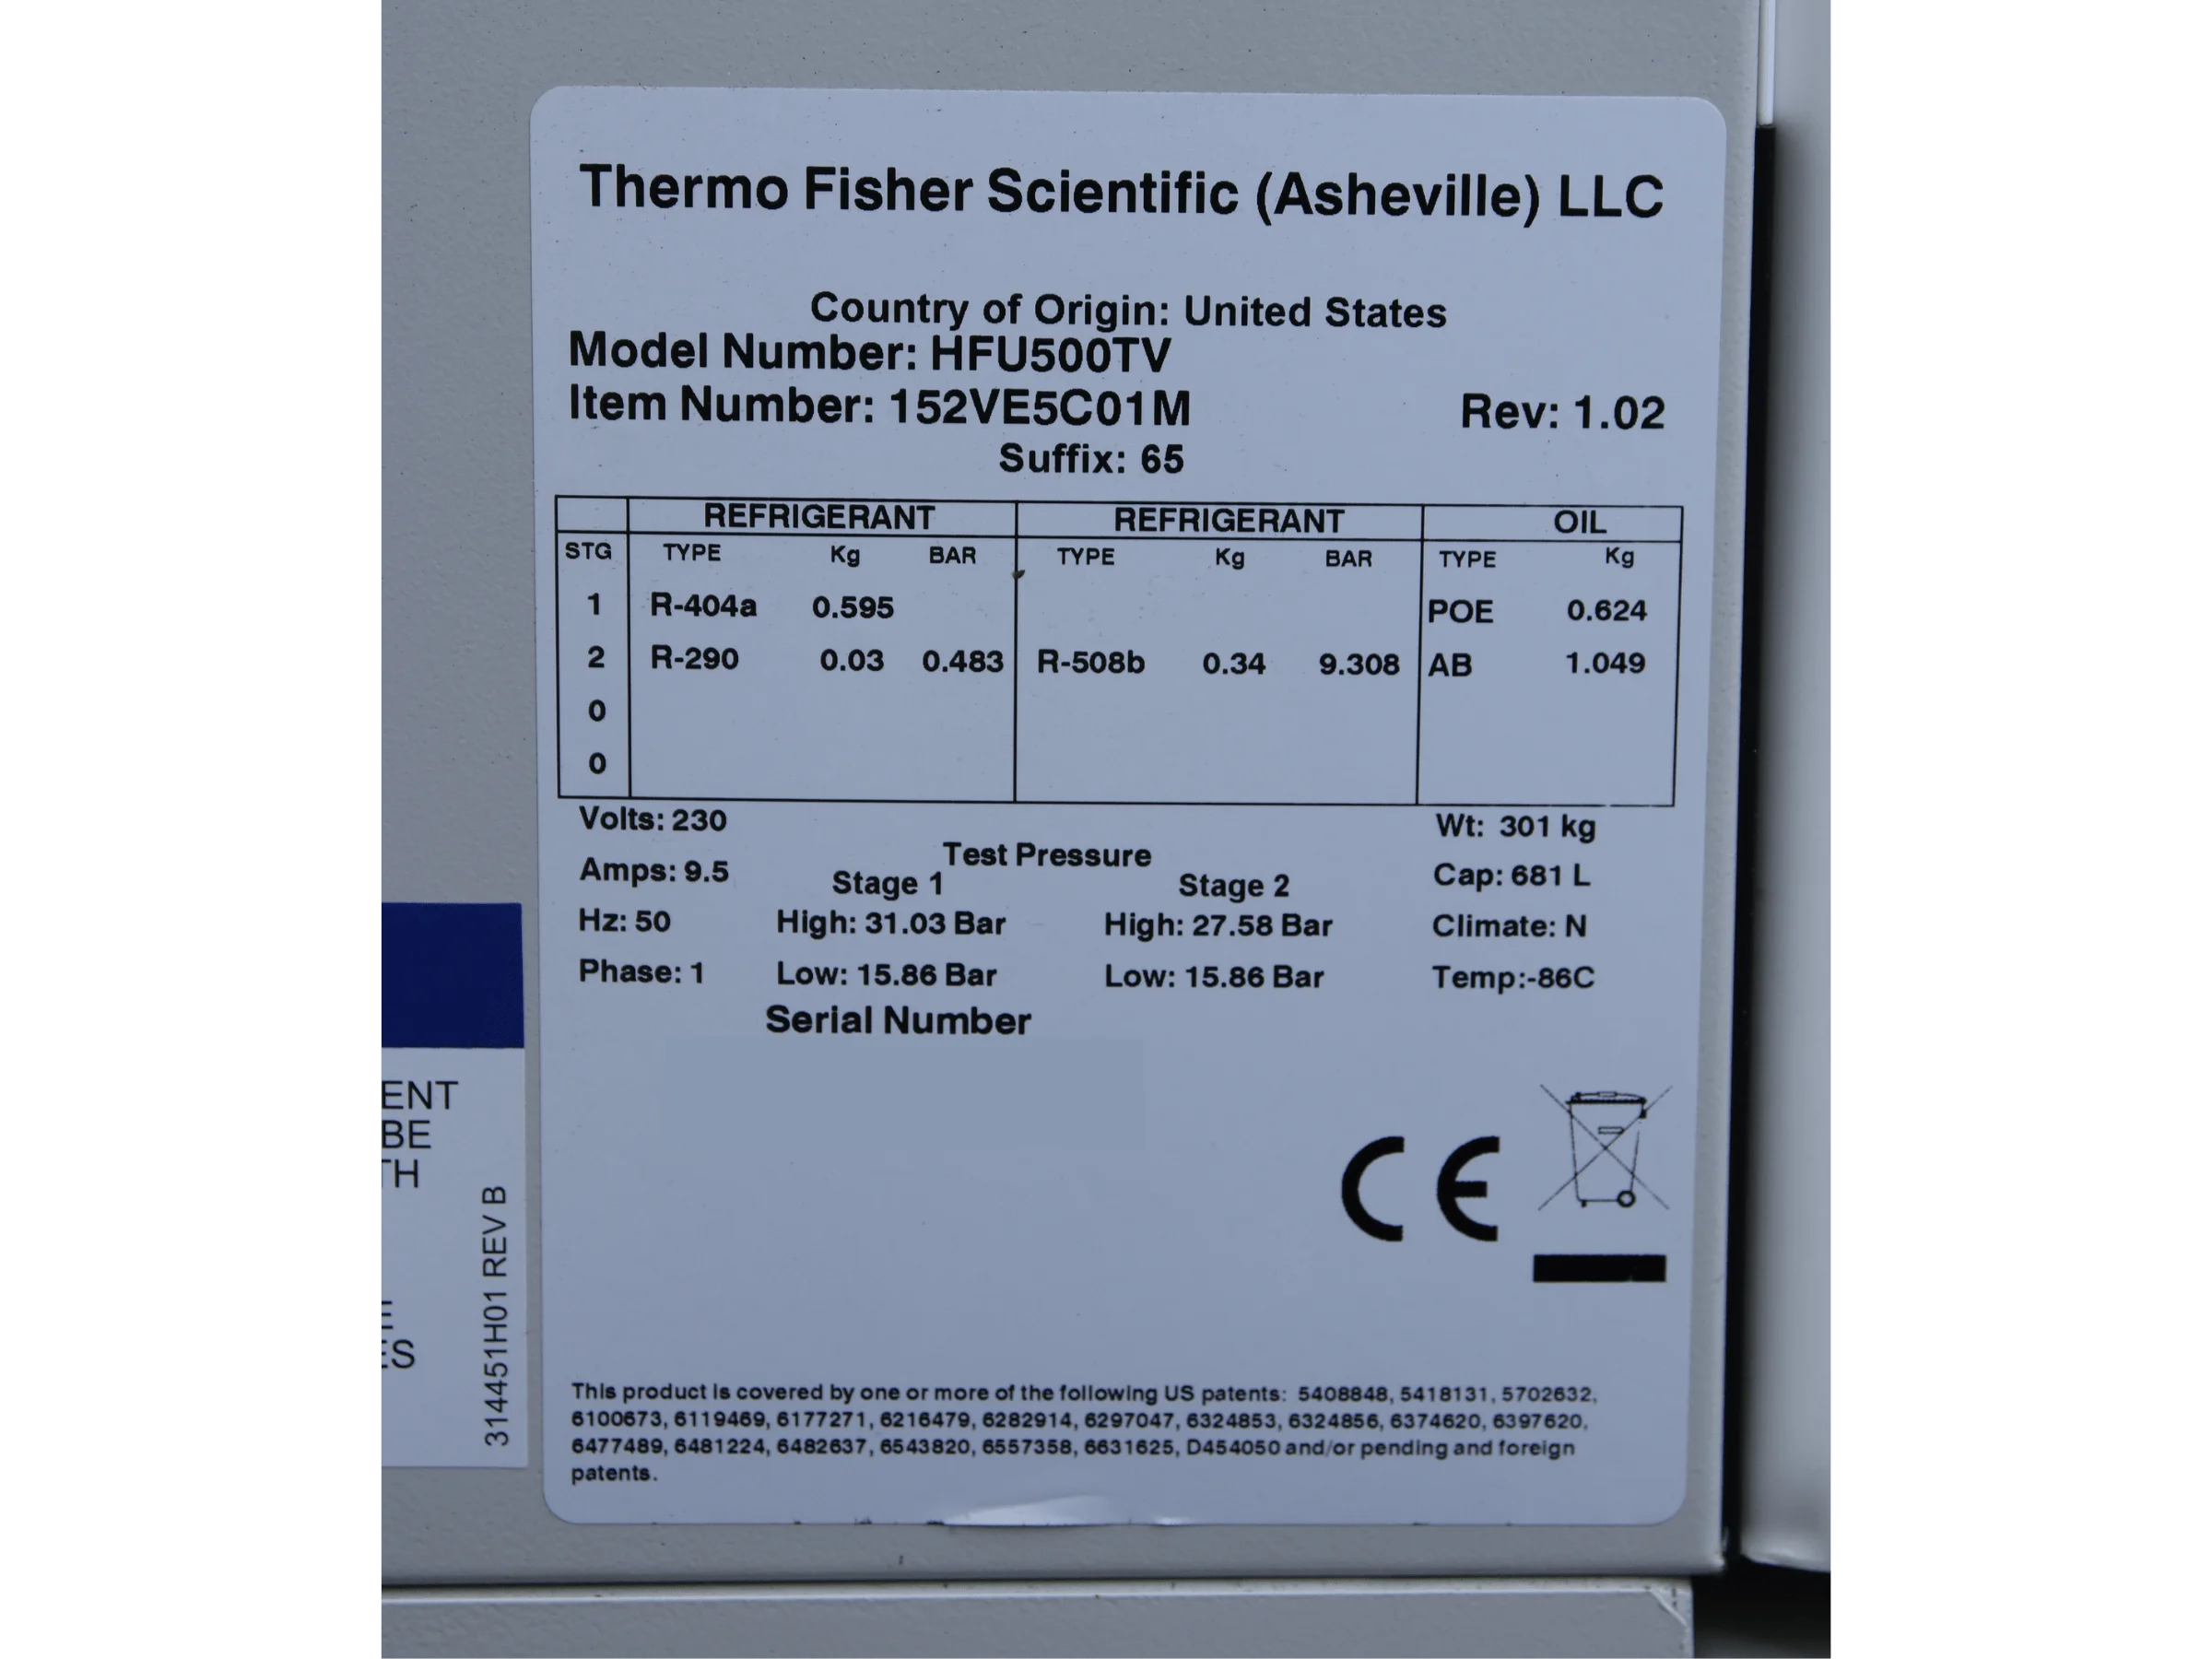 Thermo Fisher Scientific (Asheville) LLC
Country of Origin: United States
Model Number: HFU500TV
Item Number: 152VE5C01M Rev: 1.02
Suffix: 65
REFRIGERANT REFRIGERANT OIL
STG TYPE Kg BAR TYPE Kg BAR TYPE Kg
1 R-404a 0.595 POE 0.624
2 R-290 0.03 0.483 R-508b 0.34 9.308 AB 1.049
0
0
Volts: 230 Wt: 301 kg
Test Pressure
Amps: 9.5 Stage 1 Stage 2 Cap: 681 L
Hz: 50 High: 31.03 Bar High: 27.58 Bar Climate: N
Phase: 1 Low: 15.86 Bar Low: 15.86 Bar Temp:-86C
Serial Number
CE
This product is covered by one or more of the following US patents: 5408848, 5418131, 5702632,
6100673, 6119469, 6177271, 6216479, 6282914, 6297047, 6324853, 6324856, 6374620, 6397620,
6477489, 6481224, 6482637, 6543820, 6557358, 6631625, D454050 and/or pending and foreign
patents.
ENT
BE
TH
ES
314451H01 REV B